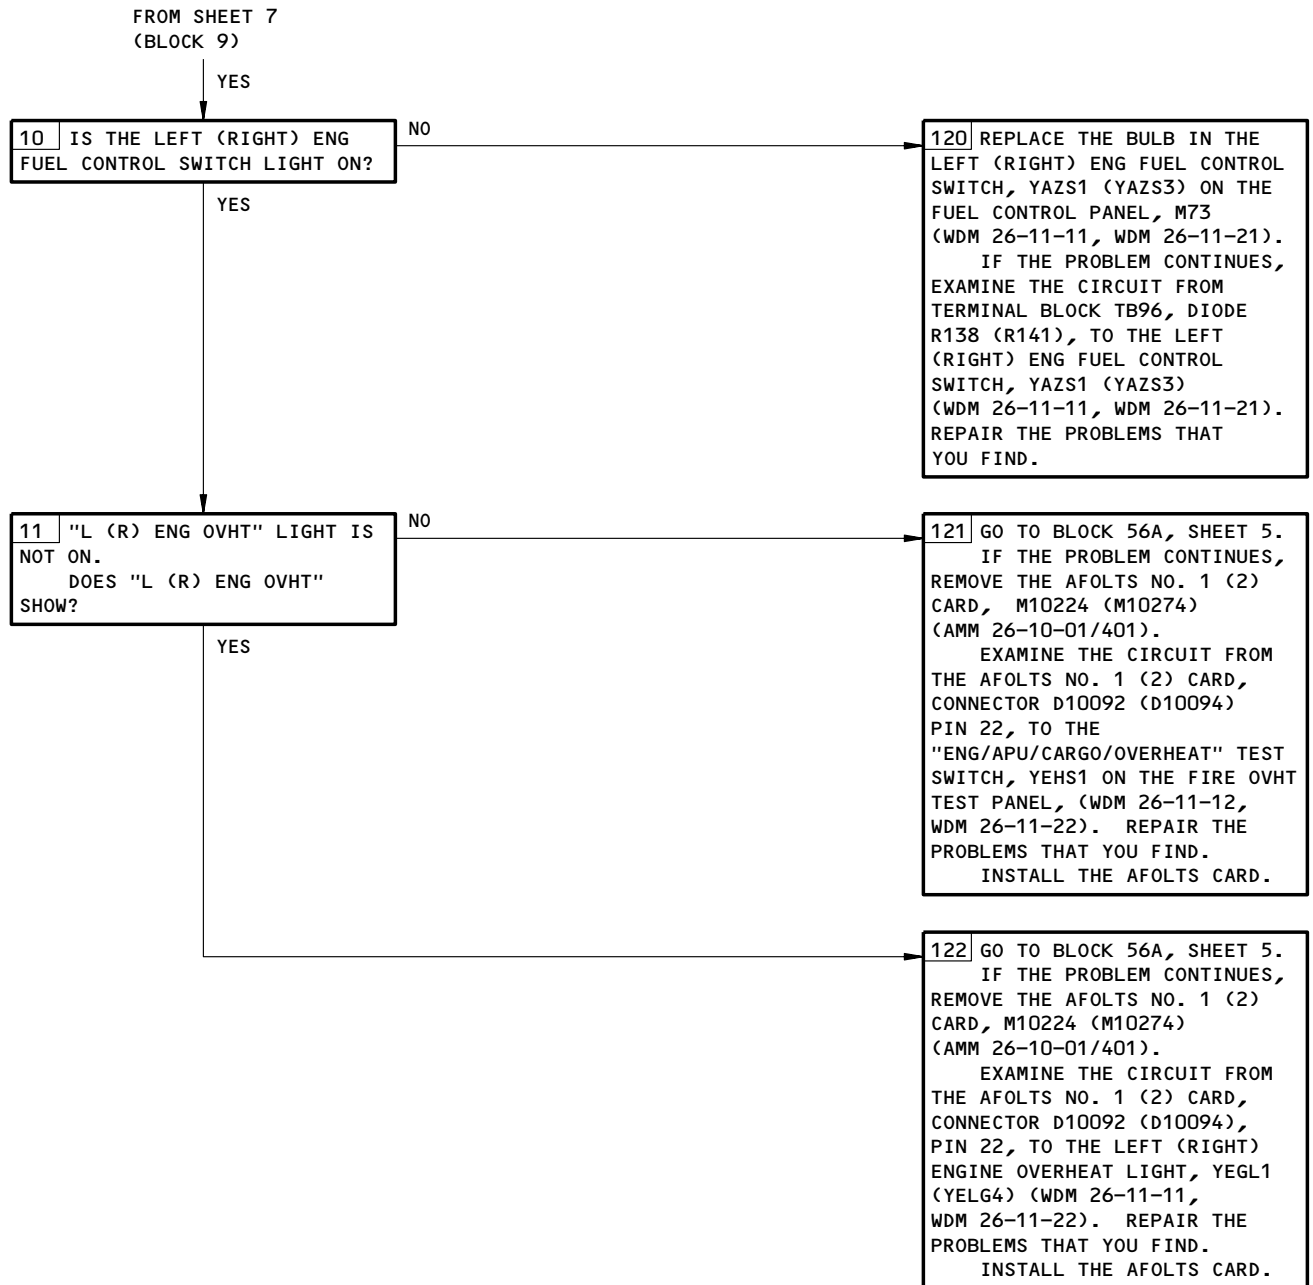 FROM SHEET 7
(BLOCK 9)
YES
10 IS THE LEFT (RIGHT) ENG
FUEL CONTROL SWITCH LIGHT ON?
NO
YES
120 REPLACE THE BULB IN THE
LEFT (RIGHT) ENG FUEL CONTROL
SWITCH, YAZS1 (YAZS3) ON THE
FUEL CONTROL PANEL, M73
(WDM 26-11-11, WDM 26-11-21).
IF THE PROBLEM CONTINUES,
EXAMINE THE CIRCUIT FROM
TERMINAL BLOCK TB96, DIODE
R138 (R141), TO THE LEFT
(RIGHT) ENG FUEL CONTROL
SWITCH, YAZS1 (YAZS3)
(WDM 26-11-11, WDM 26-11-21).
REPAIR THE PROBLEMS THAT
YOU FIND.
11 "L (R) ENG OVHT" LIGHT IS
NOT ON.
DOES "L (R) ENG OVHT"
SHOW?
NO
YES
121 GO TO BLOCK 56A, SHEET 5.
IF THE PROBLEM CONTINUES,
REMOVE THE AFOLTS NO. 1 (2)
CARD, M10224 (M10274)
(AMM 26-10-01/401).
EXAMINE THE CIRCUIT FROM
THE AFOLTS NO. 1 (2) CARD,
CONNECTOR D10092 (D10094)
PIN 22, TO THE
"ENG/APU/CARGO/OVERHEAT" TEST
SWITCH, YEHS1 ON THE FIRE OVHT
TEST PANEL, (WDM 26-11-12,
WDM 26-11-22). REPAIR THE
PROBLEMS THAT YOU FIND.
INSTALL THE AFOLTS CARD.
122 GO TO BLOCK 56A, SHEET 5.
IF THE PROBLEM CONTINUES,
REMOVE THE AFOLTS NO. 1 (2)
CARD, M10224 (M10274)
(AMM 26-10-01/401).
EXAMINE THE CIRCUIT FROM
THE AFOLTS NO. 1 (2) CARD,
CONNECTOR D10092 (D10094),
PIN 22, TO THE LEFT (RIGHT)
ENGINE OVERHEAT LIGHT, YEGL1
(YELG4) (WDM 26-11-11,
WDM 26-11-22). REPAIR THE
PROBLEMS THAT YOU FIND.
INSTALL THE AFOLTS CARD.